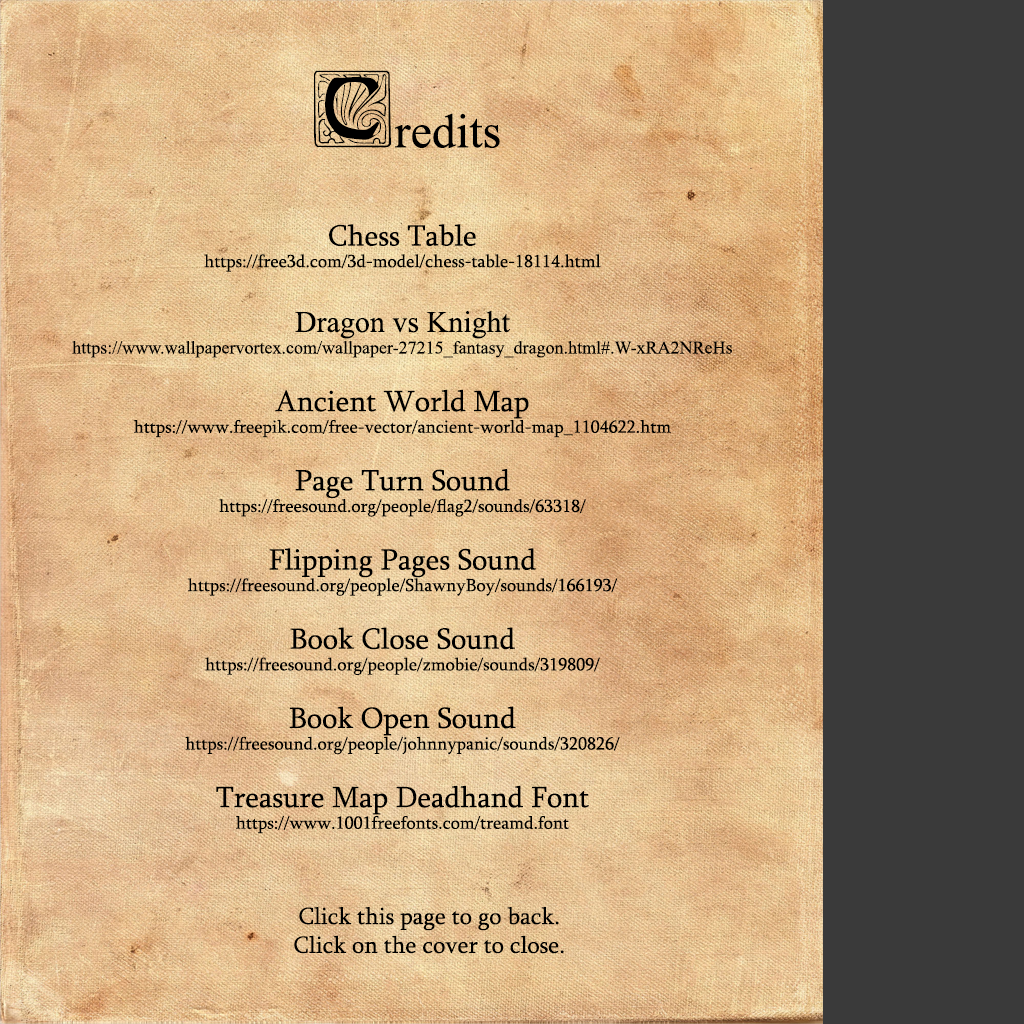 Credits
Chess Table
https://free3d.com/3d-model/chess-table-18114.html
Dragon vs Knight
https://www.wallpapervortex.com/wallpaper-27215_fantasy_dragon.html#.W-xRA2NReHs
Ancient World Map
https://www.freepik.com/free-vector/ancient-world-map_1104622.htm
Page Turn Sound
https://freesound.org/people/flag2/sounds/63318/
Flipping Pages Sound
https://freesound.org/people/ShawnyBoy/sounds/166193/
Book Close Sound
https://freesound.org/people/zmobie/sounds/319809/
Book Open Sound
https://freesound.org/people/johnnypanic/sounds/320826/
Treasure Map Deadhand Font
https://www.1001freefonts.com/treamd.font
Click this page to go back.
Click on the cover to close.